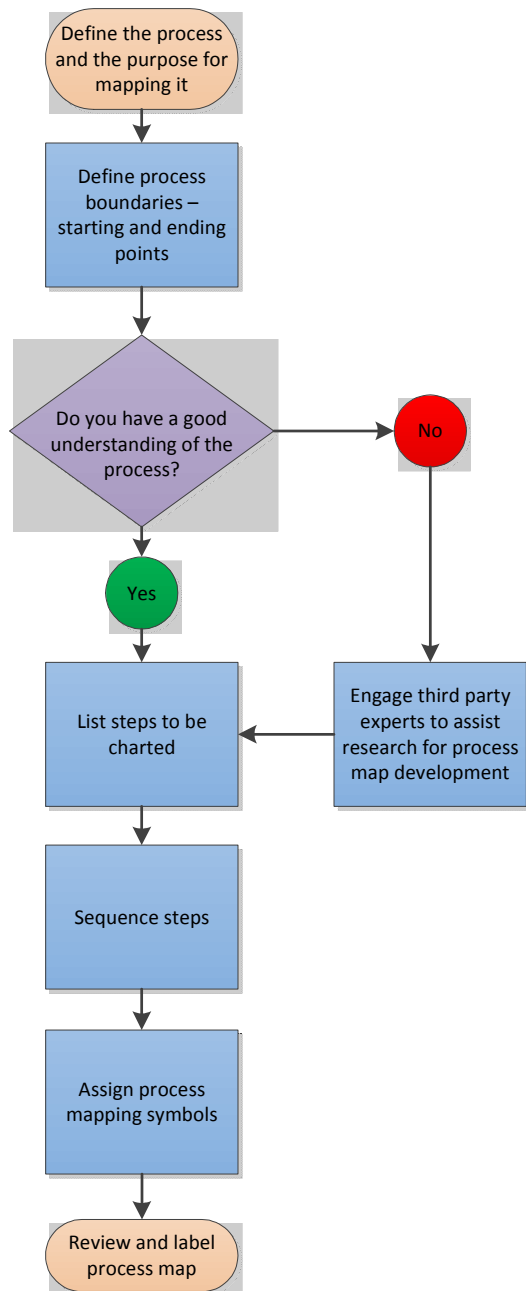 Define the process
and the purpose for
mapping it
Define process
boundaries –
starting and ending
points
Do you have a good
understanding of the
process?
No
Yes
List steps to be
charted
Engage third party
experts to assist
research for process
map development
Sequence steps
Assign process
mapping symbols
Review and label
process map